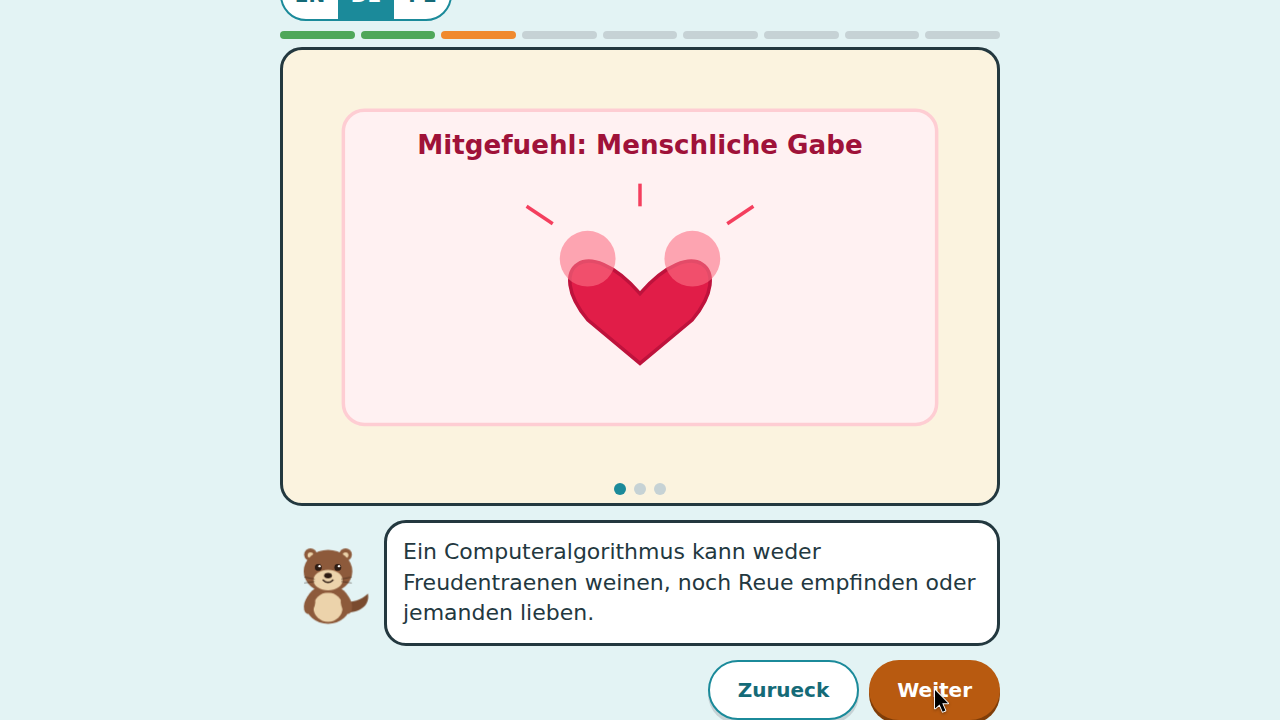 Mitgefuehl: Menschliche Gabe
Ein Computeralgorithmus kann weder
Freudentraenen weinen, noch Reue empfinden oder
jemanden lieben.
Zurueck
Weiter